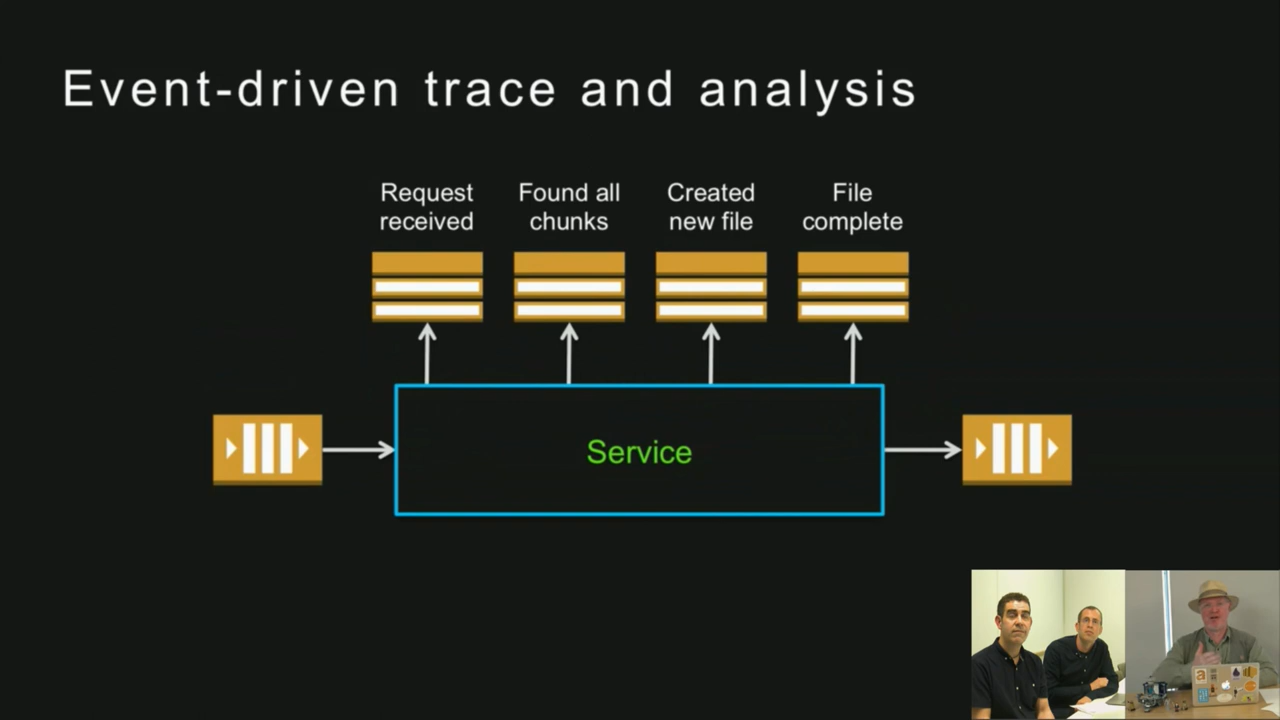 Event-driven trace and analysis
Request received
Found all chunks
Created new file
File complete
Service